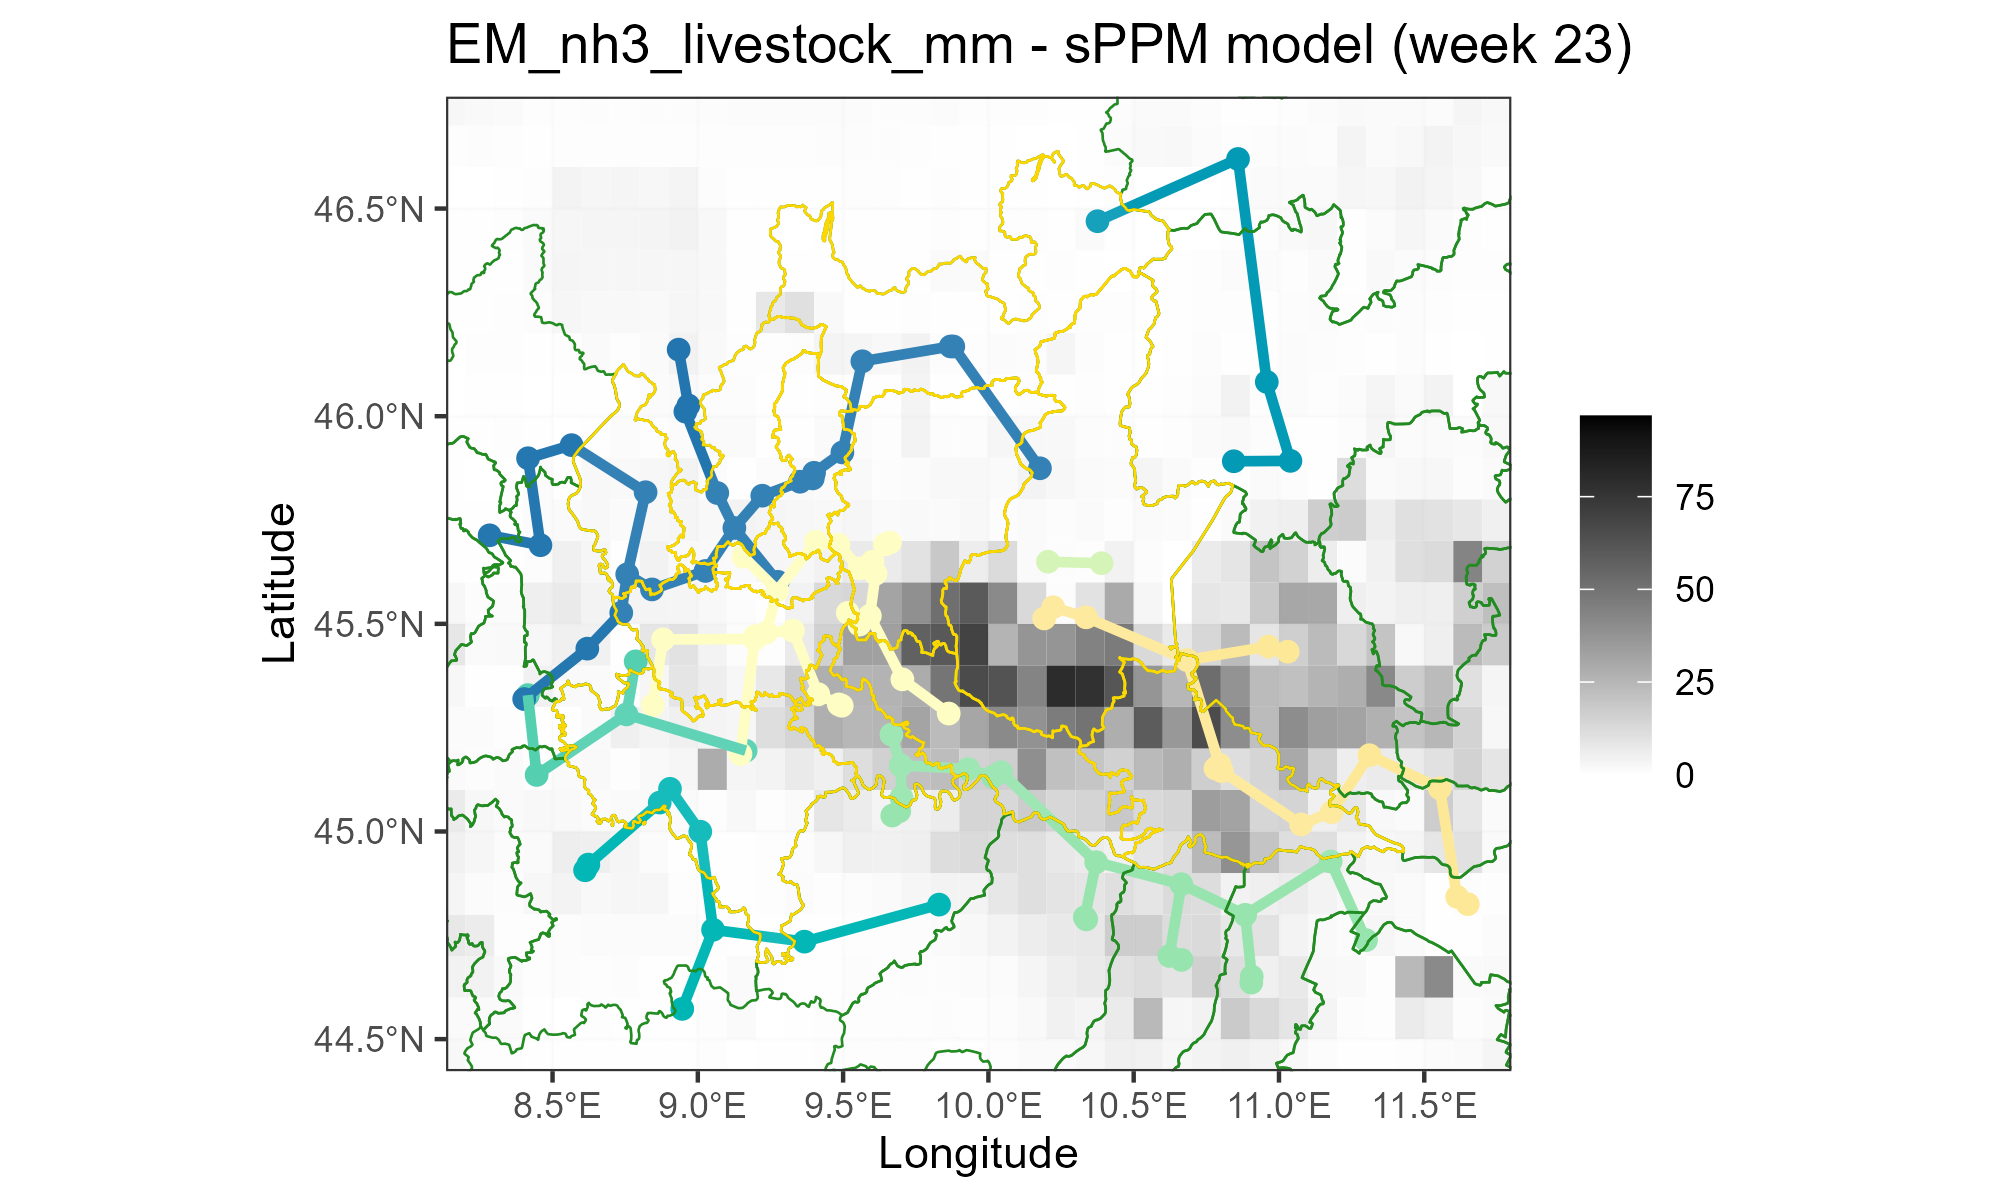 EM_nh3_livestock_mm - sPPM model (week 23)
46.5°N
46.0°N
45.5°N
45.0°N
44.5°N
Latitude
8.5°E 9.0°E 9.5°E 10.0°E 10.5°E 11.0°E 11.5°E
Longitude
75
50
25
0